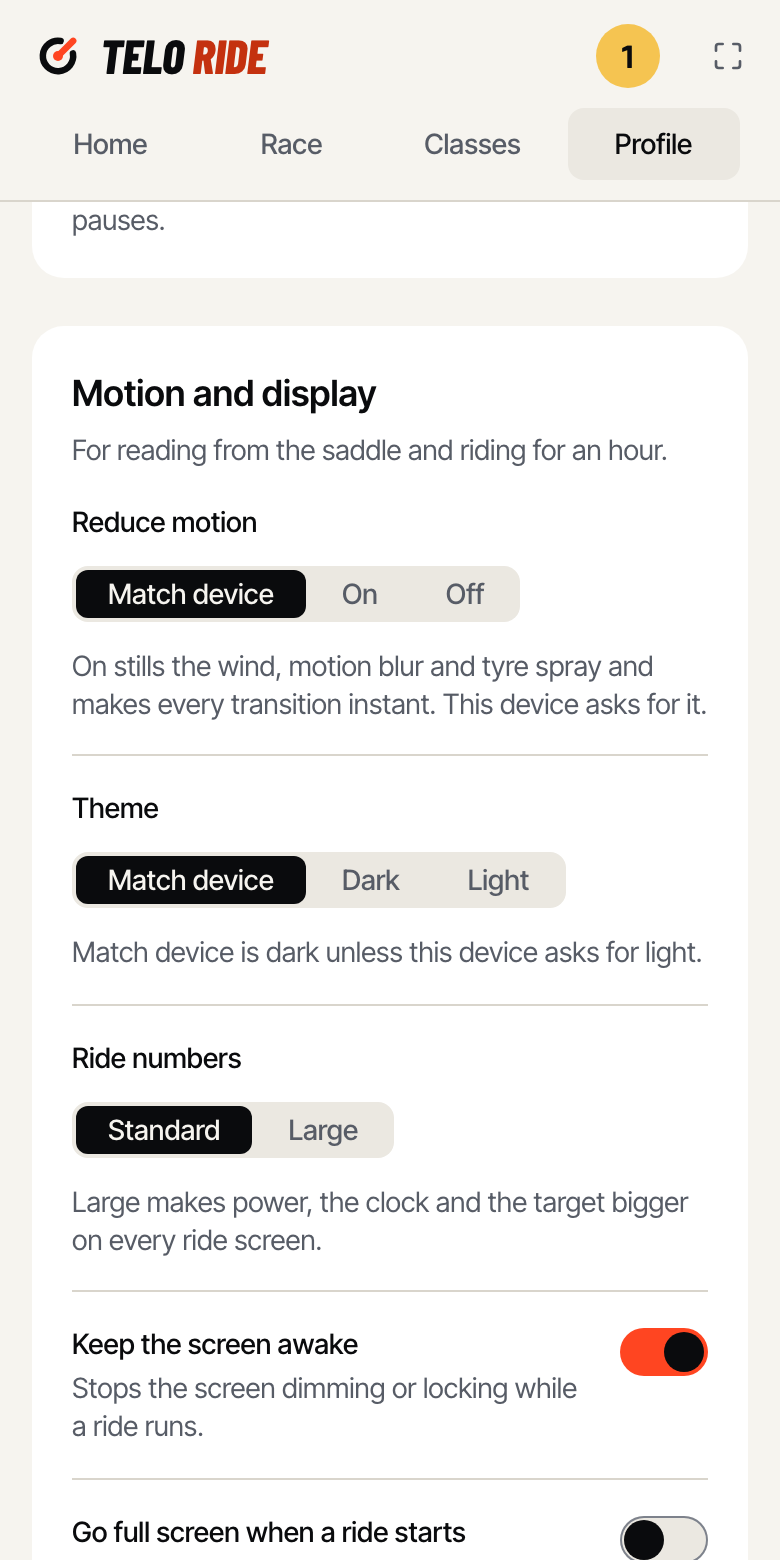 TELO RIDE
1
Home Race Classes Profile
pauses.
Motion and display
For reading from the saddle and riding for an hour.
Reduce motion
Match device On Off
On stills the wind, motion blur and tyre spray and
makes every transition instant. This device asks for it.
Theme
Match device Dark Light
Match device is dark unless this device asks for light.
Ride numbers
Standard Large
Large makes power, the clock and the target bigger
on every ride screen.
Keep the screen awake
Stops the screen dimming or locking while
a ride runs.
Go full screen when a ride starts